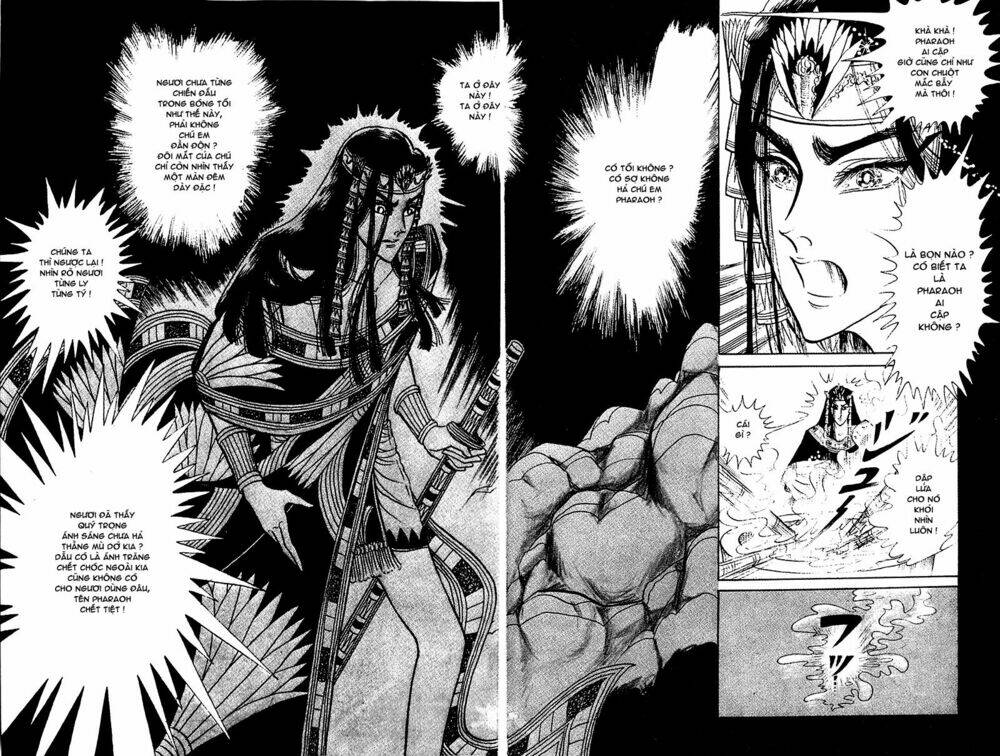 KHÀ KHÀ !
PHARAOH
AI CẬP
GIỜ CŨNG CHỈ NHƯ
CON CHUỘT
MẮC BẪY
MÀ THÔI !
LÀ BỌN NÀO ?
CÓ BIẾT TA
LÀ
PHARAOH
AI
CẬP
KHÔNG ?
CÁI
GÌ ?
DẬP
LỬA
CHO NÓ
KHỎI
NHÌN
LUÔN !
ジュー
フッ
CÓ TỐI KHÔNG ?
CÓ SỢ KHÔNG
HẢ CHÚ EM
PHARAOH ?
TA Ở ĐÂY
NÀY !
TA Ở ĐÂY
NÀY !
NGƯƠI CHƯA TỪNG
CHIẾN ĐẤU
TRONG BÓNG TỐI
NHƯ THẾ NÀY,
PHẢI KHÔNG
CHÚ EM
ĐẦN ĐỘN ?
ĐÔI MẮT CỦA CHÚ
CHỈ CÒN NHÌN THẤY
MỘT MÀN ĐÊM
DÀY ĐẶC !
CHÚNG TA
THÌ NGƯỢC LẠI !
NHÌN RÕ NGƯƠI
TỪNG LY
TỪNG TÝ !
NGƯƠI ĐÃ THẤY
QUÝ TRỌNG
ÁNH SÁNG CHƯA HẢ
THẰNG MÙ DỞ KIA ?
DẪU CÓ LÀ ÁNH TRĂNG
CHẾT CHÓC NGOÀI KIA
CŨNG KHÔNG CÓ
CHO NGƯƠI DÙNG ĐÂU,
TÊN PHARAOH
CHẾT TIỆT !